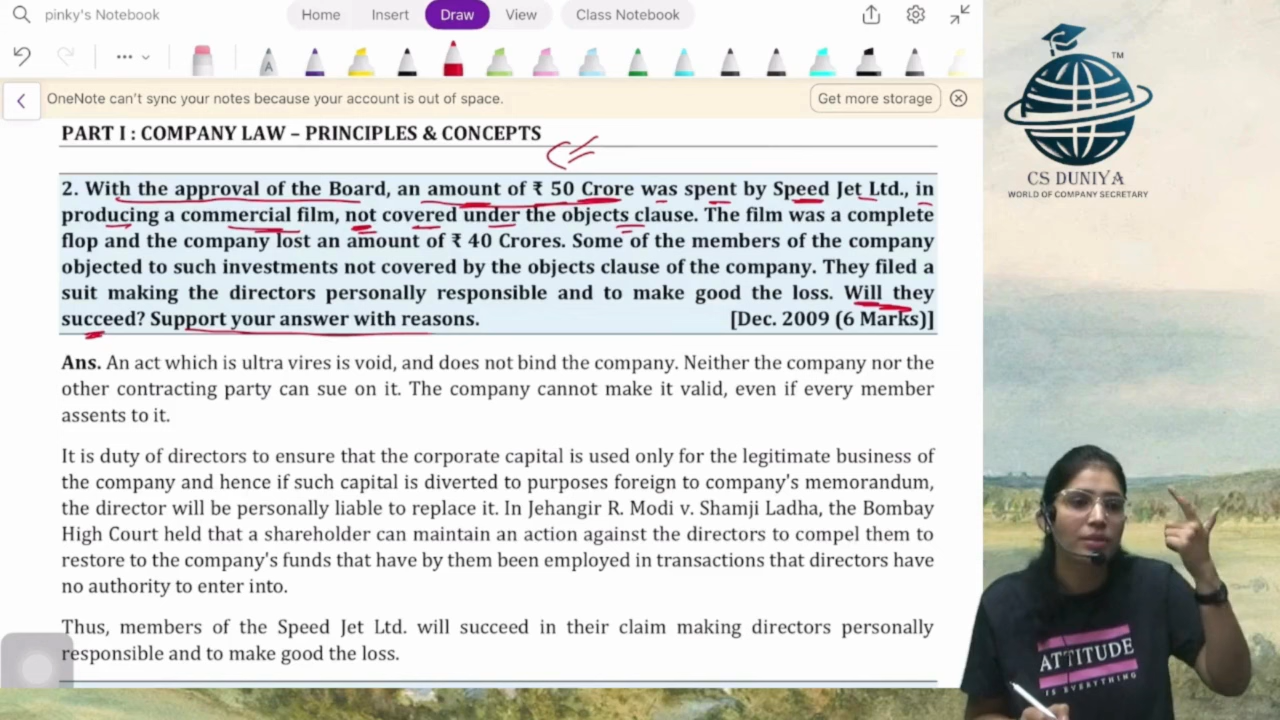 pinky's Notebook
Home Insert Draw View Class Notebook
OneNote can't sync your notes because your account is out of space.
Get more storage
PART I : COMPANY LAW – PRINCIPLES & CONCEPTS
2. With the approval of the Board, an amount of ₹ 50 Crore was spent by Speed Jet Ltd., in
producing a commercial film, not covered under the objects clause. The film was a complete
flop and the company lost an amount of ₹ 40 Crores. Some of the members of the company
objected to such investments not covered by the objects clause of the company. They filed a
suit making the directors personally responsible and to make good the loss. Will they
succeed? Support your answer with reasons. [Dec. 2009 (6 Marks)]
Ans. An act which is ultra vires is void, and does not bind the company. Neither the company nor the
other contracting party can sue on it. The company cannot make it valid, even if every member
assents to it.
It is duty of directors to ensure that the corporate capital is used only for the legitimate business of
the company and hence if such capital is diverted to purposes foreign to company's memorandum,
the director will be personally liable to replace it. In Jehangir R. Modi v. Shamji Ladha, the Bombay
High Court held that a shareholder can maintain an action against the directors to compel them to
restore to the company's funds that have by them been employed in transactions that directors have
no authority to enter into.
Thus, members of the Speed Jet Ltd. will succeed in their claim making directors personally
responsible and to make good the loss.
TM
CS DUNIYA
WORLD OF COMPANY SECRETARY
ATTITUDE
IS EVERYTHING